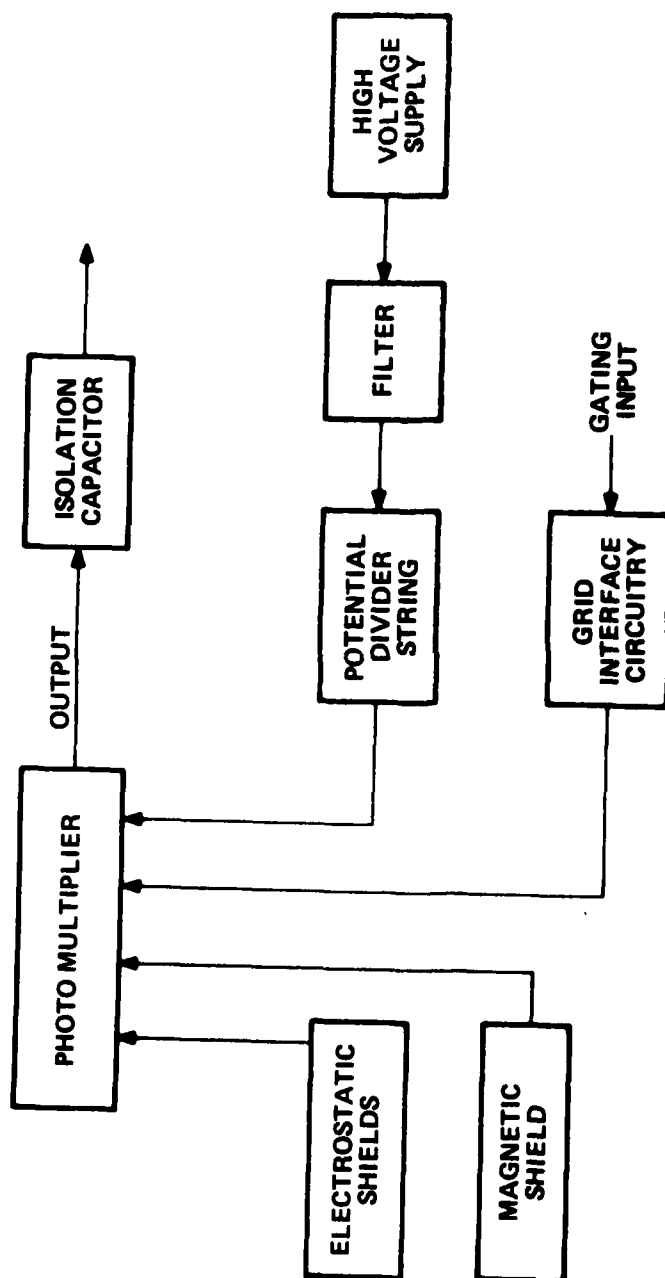 PHOTO MULTIPLIER
OUTPUT
ISOLATION
CAPACITOR
ELECTROSTATIC
SHIELDS
POTENTIAL
DIVIDER
STRING
FILTER
HIGH
VOLTAGE
SUPPLY
MAGNETIC
SHIELD
GRID
INTERFACE
CIRCUITRY
GATING
INPUT